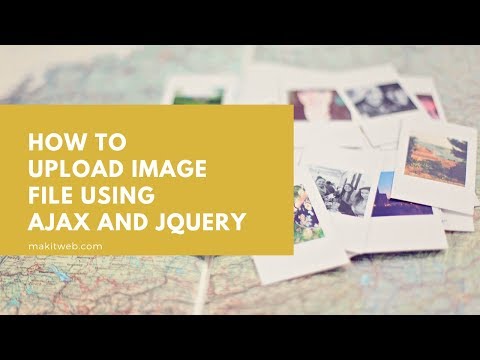 HOW TO
UPLOAD IMAGE
FILE USING
AJAX AND JQUERY
makitweb.com